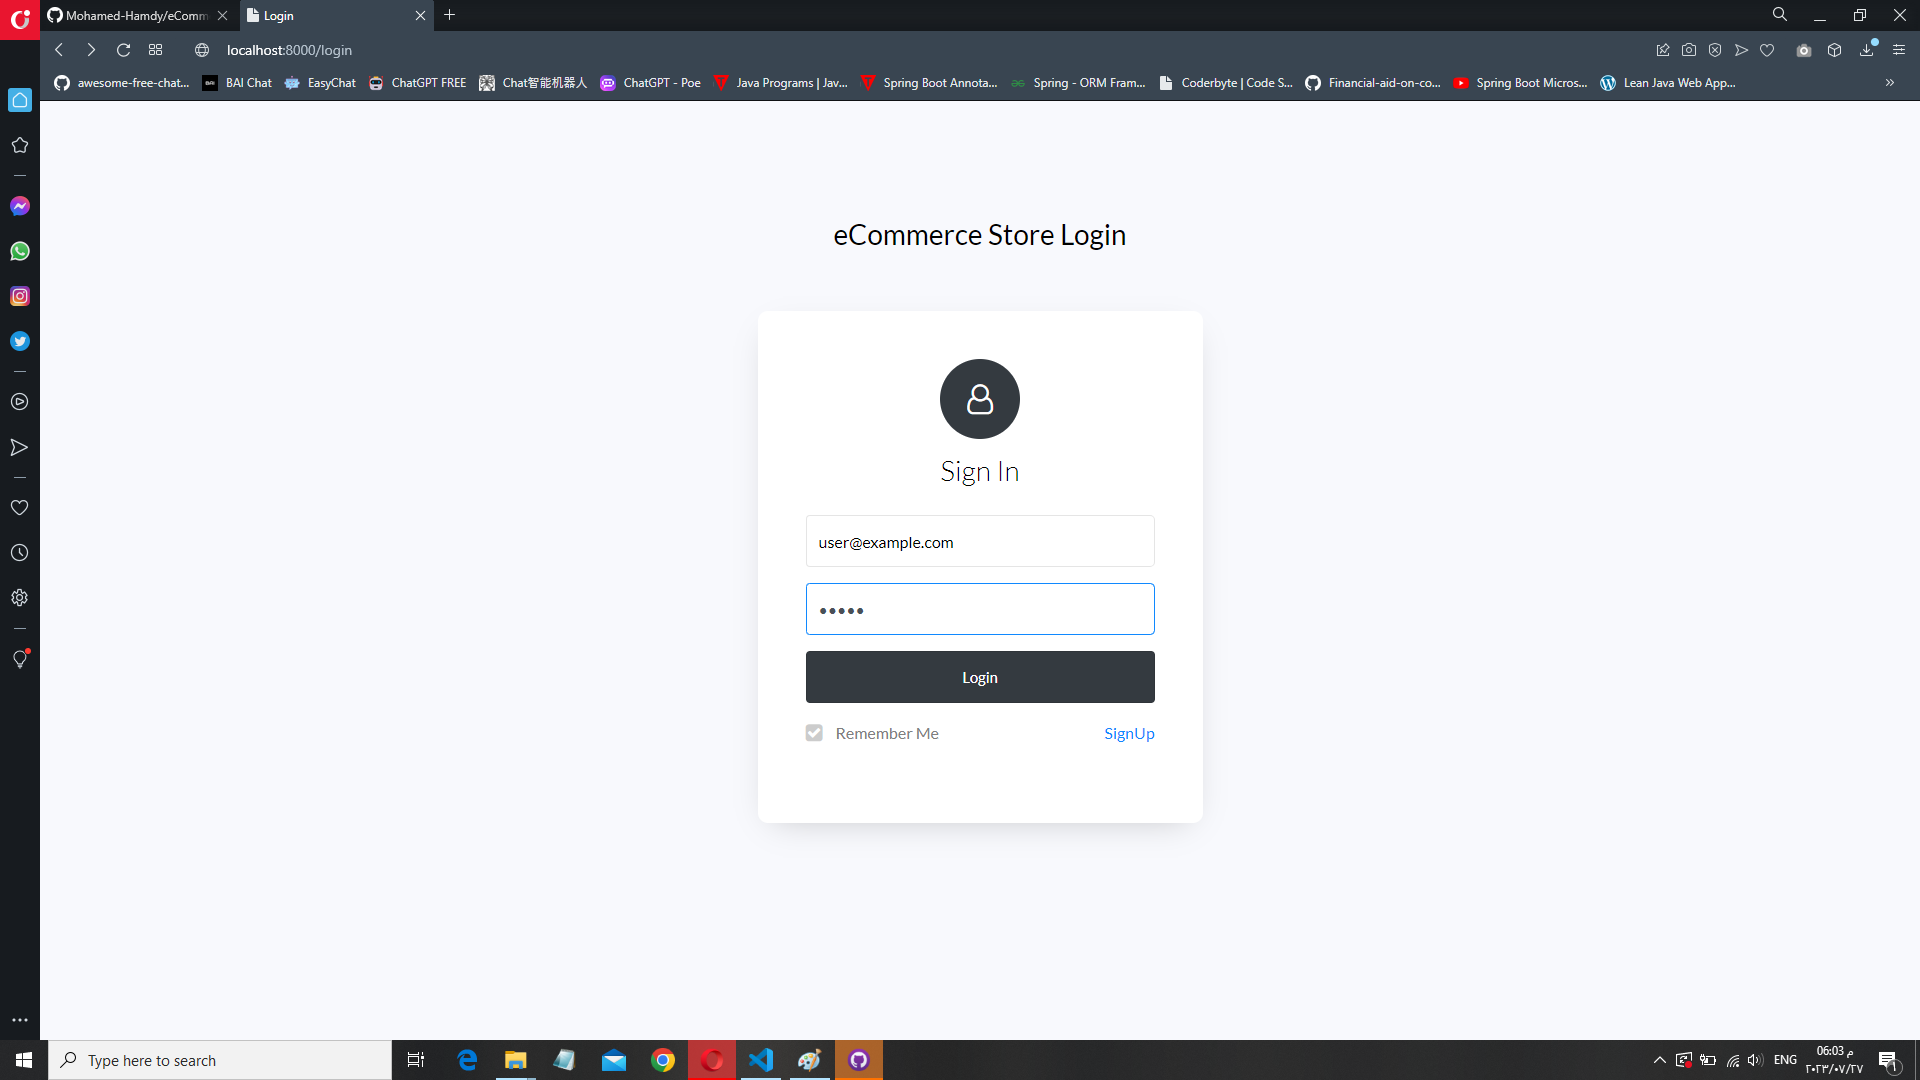 Mohamed-Hamdy/eComm
Login
localhost:8000/login
awesome-free-chat...
BAI Chat
EasyChat
ChatGPT FREE
Chat智能机器人
ChatGPT - Poe
Java Programs | Jav...
Spring Boot Annota...
Spring - ORM Fram...
Coderbyte | Code S...
Financial-aid-on-co...
Spring Boot Micros...
Lean Java Web App...
eCommerce Store Login
Sign In
user@example.com
Login
Remember Me
SignUp
Type here to search
ENG
06:03 م
٢٠٢٣/٠٧/٢٧